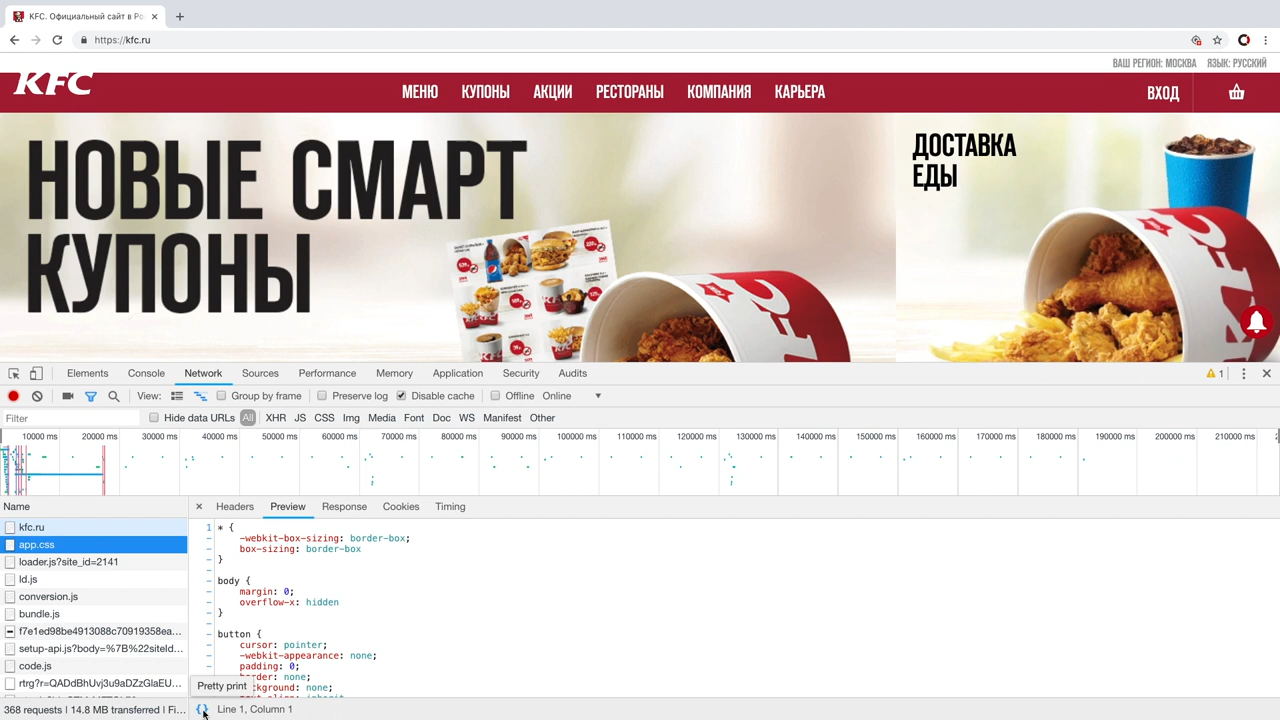 KFC. Официальный сайт в Ро
https://kfc.ru
ВАШ РЕГИОН: МОСКВА ЯЗЫК: РУССКИЙ
KFC
МЕНЮ КУПОНЫ АКЦИИ РЕСТОРАНЫ КОМПАНИЯ КАРЬЕРА
ВХОД
НОВЫЕ СМАРТ
КУПОНЫ
ДОСТАВКА
ЕДЫ
KFC
KFC
Elements Console Network Sources Performance Memory Application Security Audits 1
View: Group by frame Preserve log Disable cache Offline Online
Filter Hide data URLs All XHR JS CSS Img Media Font Doc WS Manifest Other
10000 ms 20000 ms 30000 ms 40000 ms 50000 ms 60000 ms 70000 ms 80000 ms 90000 ms 100000 ms 110000 ms 120000 ms 130000 ms 140000 ms 150000 ms 160000 ms 170000 ms 180000 ms 190000 ms 200000 ms 210000 ms
Name
Headers Preview Response Cookies Timing
kfc.ru
app.css
loader.js?site_id=2141
ld.js
conversion.js
bundle.js
f7e1ed98be4913088c70919358ea...
setup-api.js?body=%7B%22siteId...
code.js
rtrg?r=QADdBhUvj3u9aDZzGlaEU...
1 * {
-webkit-box-sizing: border-box;
box-sizing: border-box
}
body {
margin: 0;
overflow-x: hidden
}
button {
cursor: pointer;
-webkit-appearance: none;
padding: 0;
border: none;
background: none;
Pretty print
368 requests | 14.8 MB transferred | Fi...
{} Line 1, Column 1